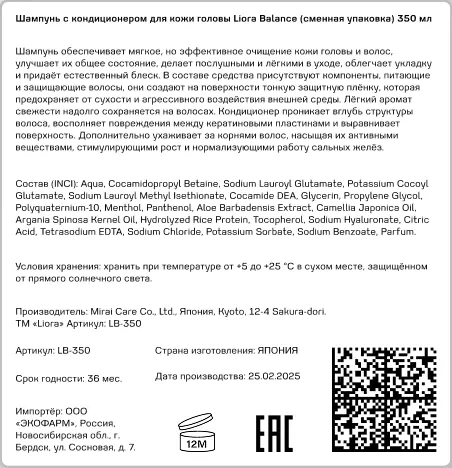 Шампунь с кондиционером для кожи головы Liora Balance (сменная упаковка) 350 мл
Шампунь обеспечивает мягкое, но эффективное очищение кожи головы и волос,
улучшает их общее состояние, делает послушными и лёгкими в уходе, облегчает укладку
и придаёт естественный блеск. В составе средства присутствуют компоненты, питающие
и защищающие волосы, они создают на поверхности тонкую защитную плёнку, которая
предохраняет от сухости и агрессивного воздействия внешней среды. Лёгкий аромат
свежести надолго сохраняется на волосах. Кондиционер проникает вглубь структуры
волоса, восполняет повреждения между кератиновыми пластинами и выравнивает
поверхность. Дополнительно ухаживает за корнями волос, насыщая их активными
веществами, стимулирующими рост и нормализующими работу сальных желёз.
Состав (INCI): Aqua, Cocamidopropyl Betaine, Sodium Lauroyl Glutamate, Potassium Cocoyl
Glutamate, Sodium Lauroyl Methyl Isethionate, Cocamide DEA, Glycerin, Propylene Glycol,
Polyquaternium-10, Menthol, Panthenol, Aloe Barbadensis Extract, Camellia Japonica Oil,
Argania Spinosa Kernel Oil, Hydrolyzed Rice Protein, Tocopherol, Sodium Hyaluronate, Citric
Acid, Tetrasodium EDTA, Sodium Chloride, Potassium Sorbate, Sodium Benzoate, Parfum.
Условия хранения: хранить при температуре от +5 до +25 °C в сухом месте, защищённом
от прямого солнечного света.
Производитель: Mirai Care Co., Ltd., Япония, Kyoto, 12-4 Sakura-dori.
ТМ «Liora» Артикул: LB-350
Артикул: LB-350
Страна изготовления: ЯПОНИЯ
Срок годности: 36 мес.
Дата производства: 25.02.2025
Импортёр: ООО
«ЭКОФАРМ», Россия,
Новосибирская обл., г.
Бердск, ул. Сосновая, д. 7.
12M
EAC